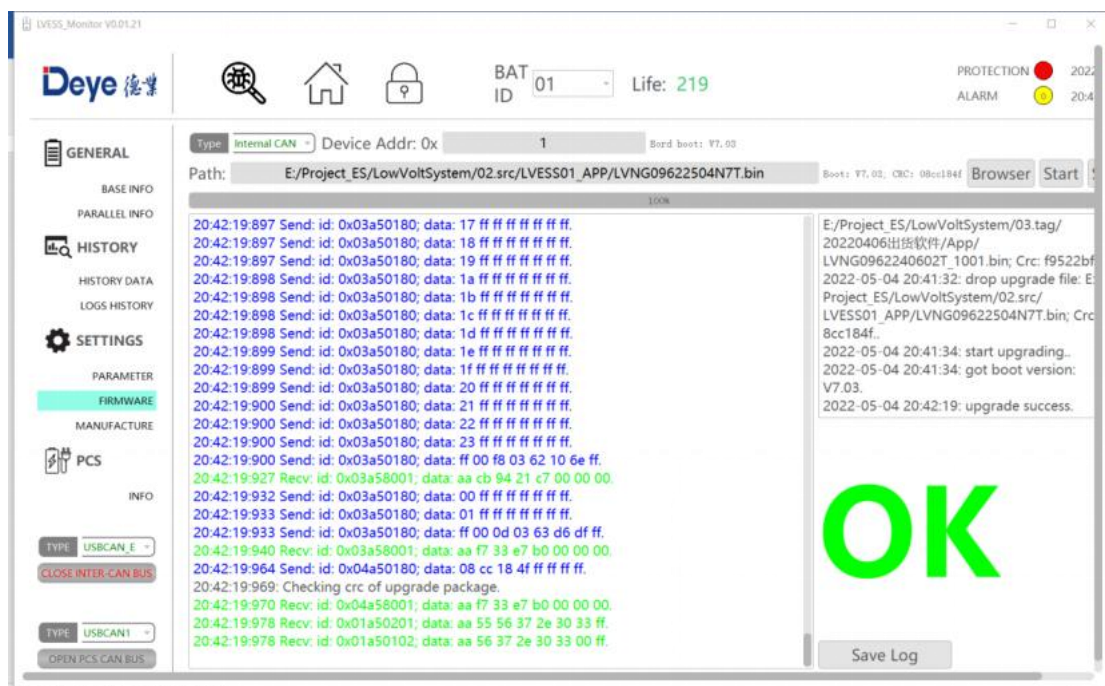 LVESS_Monitor V0.01.21
Deye 德業
BAT ID 01 Life: 219
PROTECTION 2022
ALARM 0 20:4
GENERAL
BASE INFO
PARALLEL INFO
HISTORY
HISTORY DATA
LOGS HISTORY
SETTINGS
PARAMETER
FIRMWARE
MANUFACTURE
PCS
INFO
TYPE USBCAN_E
CLOSE INTER-CAN BUS
TYPE USBCAN1
OPEN PCS CAN BUS
Type Internal CAN Device Addr: 0x 1 Bord boot: V7.03
Path: E:/Project_ES/LowVoltSystem/02.src/LVESS01_APP/LVNG09622504N7T.bin Boot: V7.03, CRC: 08cc184f Browser Start S
100%
20:42:19:897 Send: id: 0x03a50180; data: 17 ff ff ff ff ff ff ff.
20:42:19:897 Send: id: 0x03a50180; data: 18 ff ff ff ff ff ff ff.
20:42:19:897 Send: id: 0x03a50180; data: 19 ff ff ff ff ff ff ff.
20:42:19:898 Send: id: 0x03a50180; data: 1a ff ff ff ff ff ff ff.
20:42:19:898 Send: id: 0x03a50180; data: 1b ff ff ff ff ff ff ff.
20:42:19:898 Send: id: 0x03a50180; data: 1c ff ff ff ff ff ff ff.
20:42:19:898 Send: id: 0x03a50180; data: 1d ff ff ff ff ff ff ff.
20:42:19:899 Send: id: 0x03a50180; data: 1e ff ff ff ff ff ff ff.
20:42:19:899 Send: id: 0x03a50180; data: 1f ff ff ff ff ff ff ff.
20:42:19:899 Send: id: 0x03a50180; data: 20 ff ff ff ff ff ff ff.
20:42:19:900 Send: id: 0x03a50180; data: 21 ff ff ff ff ff ff ff.
20:42:19:900 Send: id: 0x03a50180; data: 22 ff ff ff ff ff ff ff.
20:42:19:900 Send: id: 0x03a50180; data: 23 ff ff ff ff ff ff ff.
20:42:19:900 Send: id: 0x03a50180; data: ff 00 f8 03 62 10 6e ff.
20:42:19:927 Recv: id: 0x03a58001; data: aa cb 94 21 c7 00 00 00.
20:42:19:932 Send: id: 0x03a50180; data: 00 ff ff ff ff ff ff ff.
20:42:19:933 Send: id: 0x03a50180; data: 01 ff ff ff ff ff ff ff.
20:42:19:933 Send: id: 0x03a50180; data: ff 00 0d 03 63 d6 df ff.
20:42:19:940 Recv: id: 0x03a58001; data: aa f7 33 e7 b0 00 00 00.
20:42:19:964 Send: id: 0x04a50180; data: 08 cc 18 4f ff ff ff ff.
20:42:19:969: Checking crc of upgrade package.
20:42:19:970 Recv: id: 0x04a58001; data: aa f7 33 e7 b0 00 00 00.
20:42:19:978 Recv: id: 0x01a50201; data: aa 55 56 37 2e 30 33 ff.
20:42:19:978 Recv: id: 0x01a50102; data: aa 56 37 2e 30 33 00 ff.
E:/Project_ES/LowVoltSystem/03.tag/
20220406出货软件/App/
LVNG0962240602T_1001.bin; Crc: f9522bf
2022-05-04 20:41:32: drop upgrade file: E:
Project_ES/LowVoltSystem/02.src/
LVESS01_APP/LVNG09622504N7T.bin; Crc
8cc184f..
2022-05-04 20:41:34: start upgrading..
2022-05-04 20:41:34: got boot version:
V7.03.
2022-05-04 20:42:19: upgrade success.
OK
Save Log